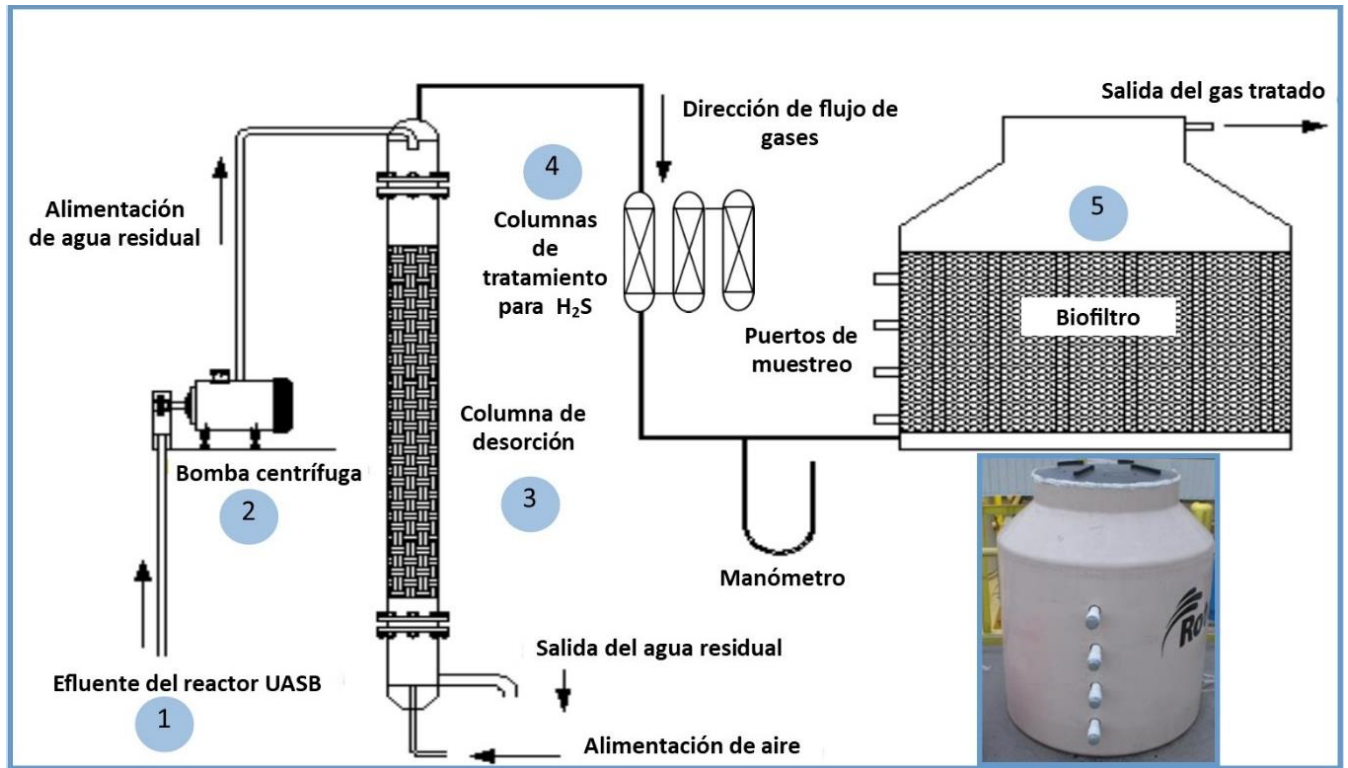 Salida del gas tratado
Dirección de flujo de
gases
4
Columnas
de
tratamiento
para H₂S
5
Alimentación
de agua residual
Biofiltro
Puertos de
muestreo
Columna de
desorción
3
Bomba centrífuga
2
Manómetro
Salida del agua residual
Efluente del reactor UASB
1
Alimentación de aire